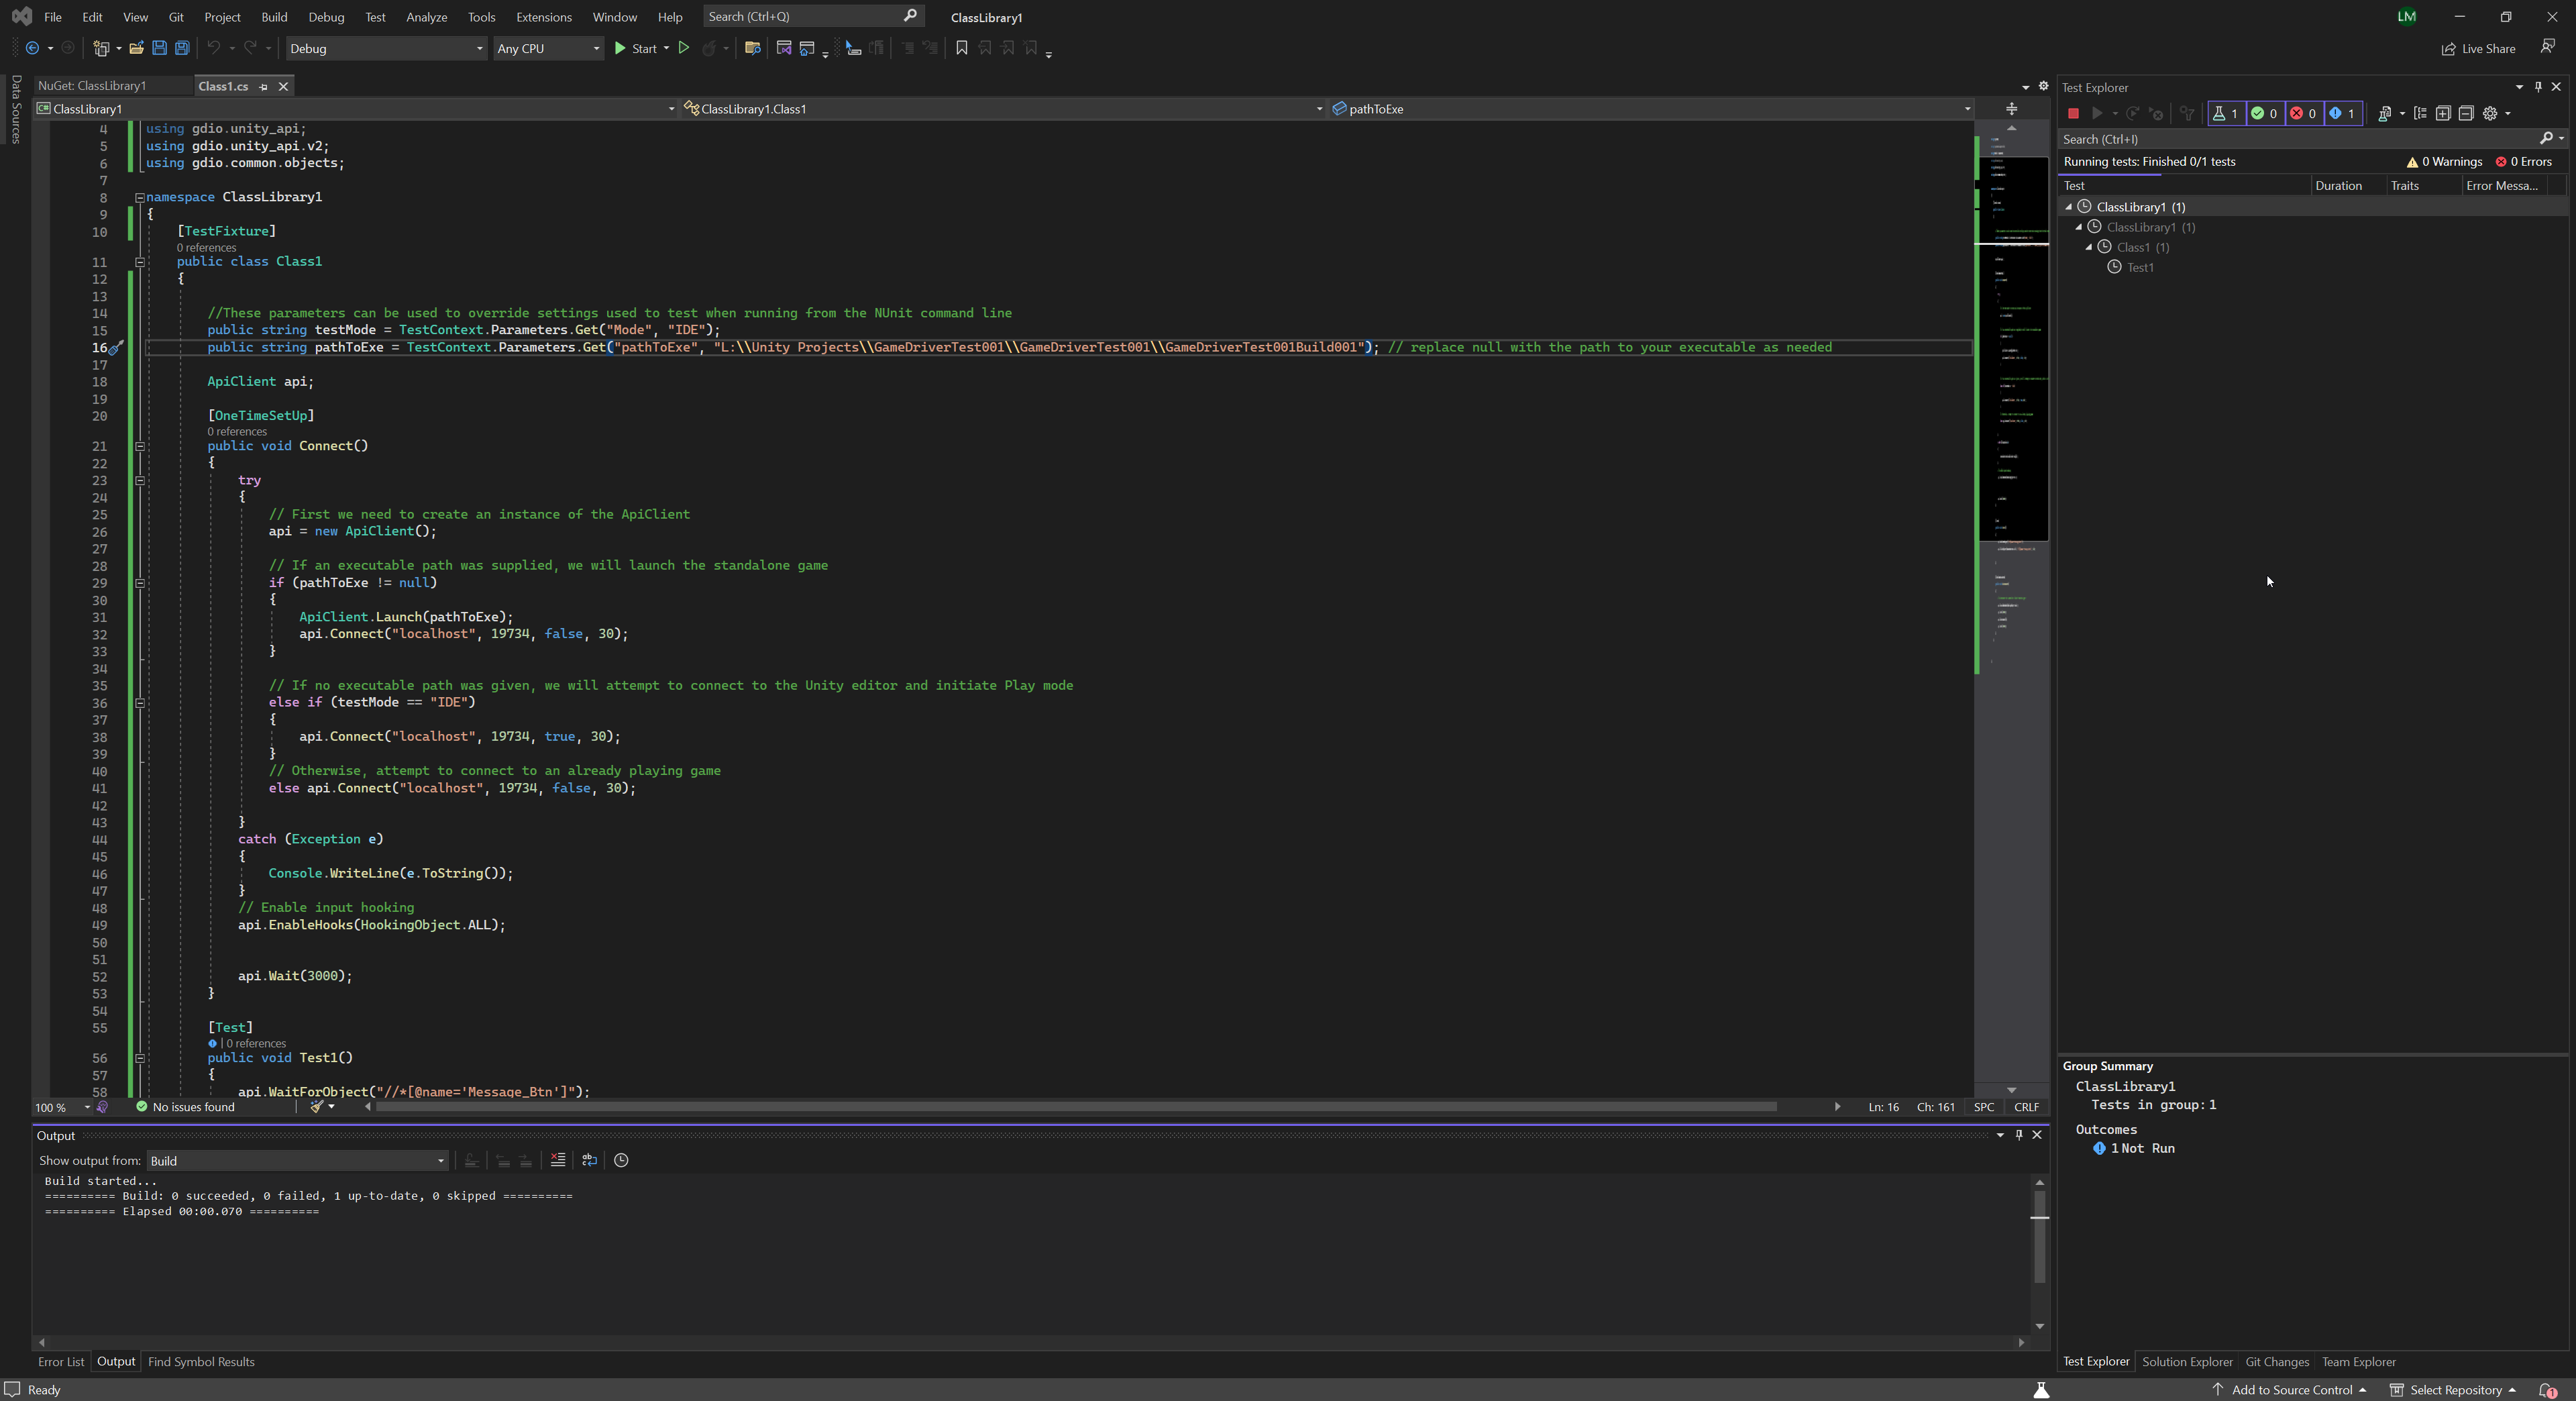 File Edit View Git Project Build Debug Test Analyze Tools Extensions Window Help Search (Ctrl+Q) ClassLibrary1 LM
Debug Any CPU Start Live Share
Data Sources
NuGet: ClassLibrary1 Class1.cs
ClassLibrary1 ClassLibrary1.Class1 pathToExe
4 using gdio.unity_api;
5 using gdio.unity_api.v2;
6 using gdio.common.objects;
7
8 namespace ClassLibrary1
9 {
10 [TestFixture]
0 references
11 public class Class1
12 {
13
14 //These parameters can be used to override settings used to test when running from the NUnit command line
15 public string testMode = TestContext.Parameters.Get("Mode", "IDE");
16 public string pathToExe = TestContext.Parameters.Get("pathToExe", "L:\\Unity Projects\\GameDriverTest001\\GameDriverTest001\\GameDriverTest001Build001"); // replace null with the path to your executable as needed
17
18 ApiClient api;
19
20 [OneTimeSetUp]
0 references
21 public void Connect()
22 {
23 try
24 {
25 // First we need to create an instance of the ApiClient
26 api = new ApiClient();
27
28 // If an executable path was supplied, we will launch the standalone game
29 if (pathToExe != null)
30 {
31 ApiClient.Launch(pathToExe);
32 api.Connect("localhost", 19734, false, 30);
33 }
34
35 // If no executable path was given, we will attempt to connect to the Unity editor and initiate Play mode
36 else if (testMode == "IDE")
37 {
38 api.Connect("localhost", 19734, true, 30);
39 }
40 // Otherwise, attempt to connect to an already playing game
41 else api.Connect("localhost", 19734, false, 30);
42
43 }
44 catch (Exception e)
45 {
46 Console.WriteLine(e.ToString());
47 }
48 // Enable input hooking
49 api.EnableHooks(HookingObject.ALL);
50
51
52 api.Wait(3000);
53 }
54
55 [Test]
0 references
56 public void Test1()
57 {
58 api.WaitForObject("//*[@name='Message_Btn']");
100 % No issues found Ln: 16 Ch: 161 SPC CRLF
Output
Show output from: Build
Build started...
========== Build: 0 succeeded, 0 failed, 1 up-to-date, 0 skipped ==========
========== Elapsed 00:00.070 ==========
Error List Output Find Symbol Results
Ready
Test Explorer
1 0 0 1
Search (Ctrl+I)
Running tests: Finished 0/1 tests 0 Warnings 0 Errors
Test Duration Traits Error Messa...
ClassLibrary1 (1)
ClassLibrary1 (1)
Class1 (1)
Test1
Group Summary
ClassLibrary1
Tests in group: 1
Outcomes
1 Not Run
Test Explorer Solution Explorer Git Changes Team Explorer
Add to Source Control Select Repository 1